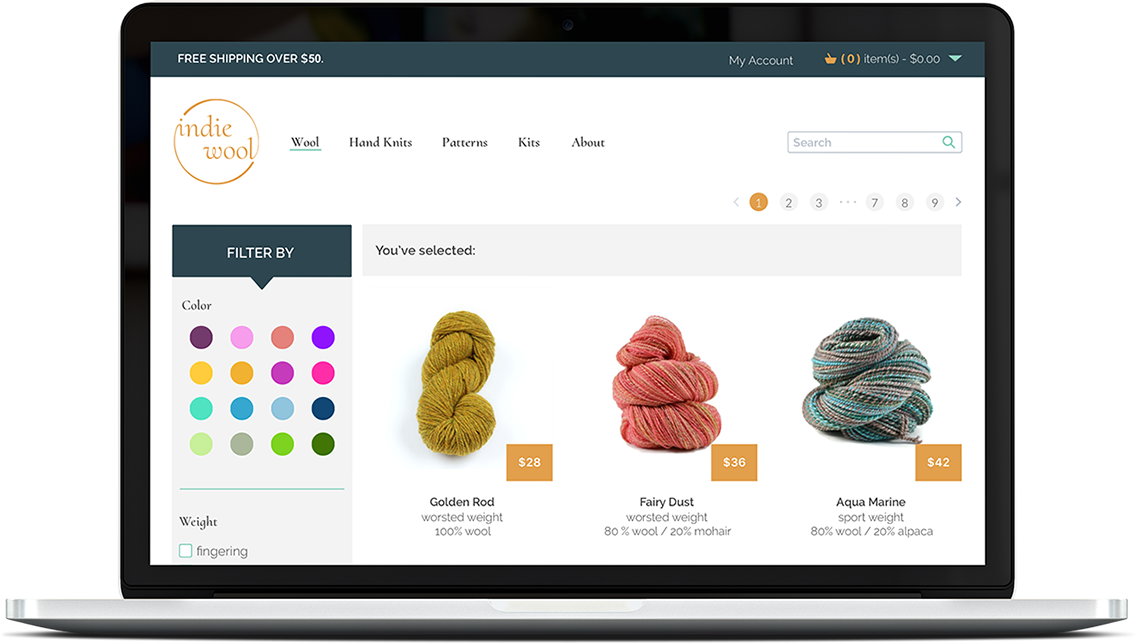 FREE SHIPPING OVER $50.
My Account
( 0 ) item(s) - $0.00
indie
wool
Wool Hand Knits Patterns Kits About
Search
1 2 3 ... 7 8 9
FILTER BY
You've selected:
Color
$28
$36
$42
Golden Rod
worsted weight
100% wool
Fairy Dust
worsted weight
80 % wool / 20% mohair
Aqua Marine
sport weight
80% wool / 20% alpaca
Weight
fingering